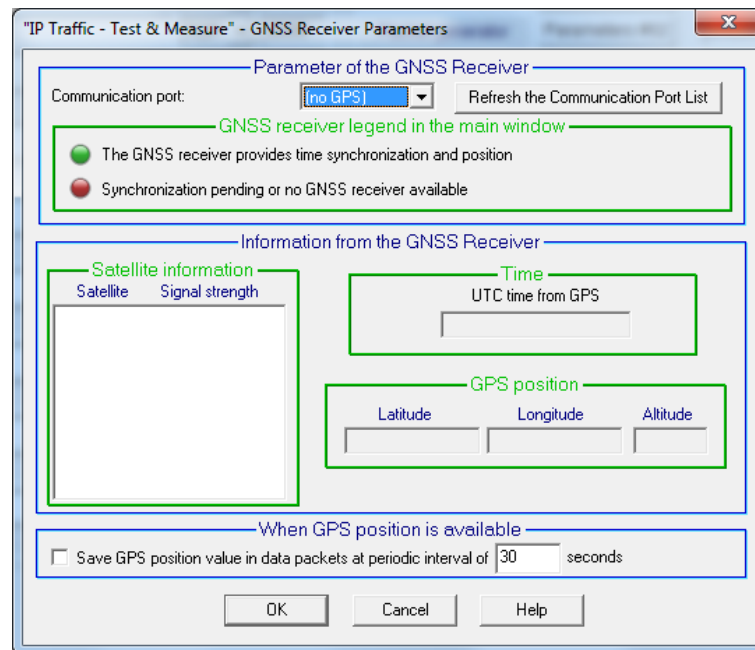 "IP Traffic - Test & Measure" - GNSS Receiver Parameters
Parameter of the GNSS Receiver
Communication port: [no GPS] Refresh the Communication Port List
GNSS receiver legend in the main window
The GNSS receiver provides time synchronization and position
Synchronization pending or no GNSS receiver available
Information from the GNSS Receiver
Satellite information
Satellite Signal strength
Time
UTC time from GPS
GPS position
Latitude Longitude Altitude
When GPS position is available
Save GPS position value in data packets at periodic interval of 30 seconds
OK Cancel Help